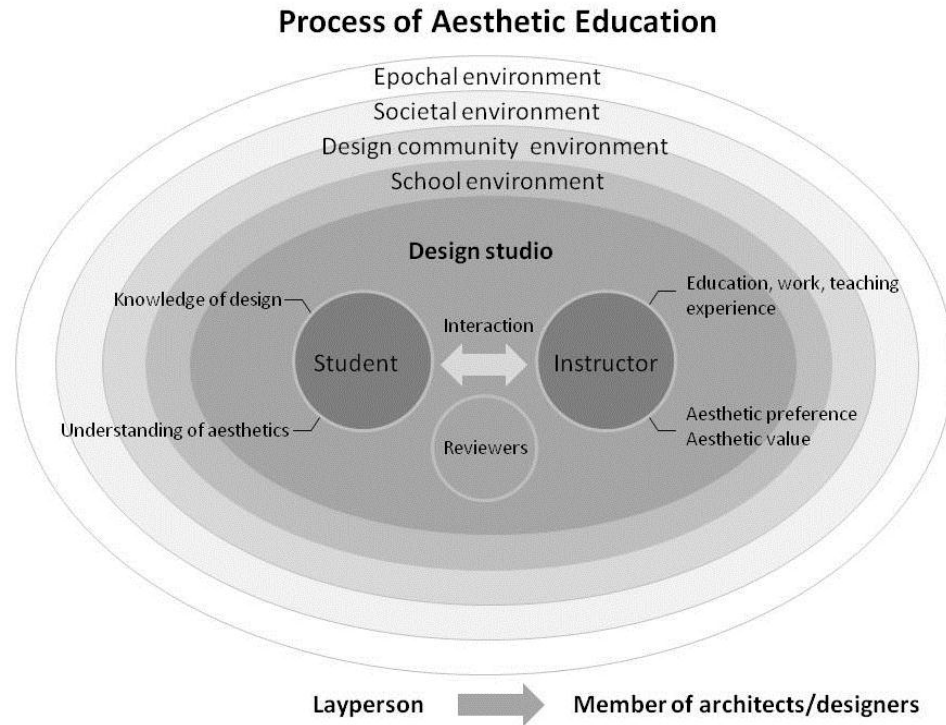 Process of Aesthetic Education
Epochal environment
Societal environment
Design community environment
School environment
Design studio
Knowledge of design
Education, work, teaching
experience
Interaction
Student
Instructor
Understanding of aesthetics
Aesthetic preference
Aesthetic value
Reviewers
Layperson
Member of architects/designers